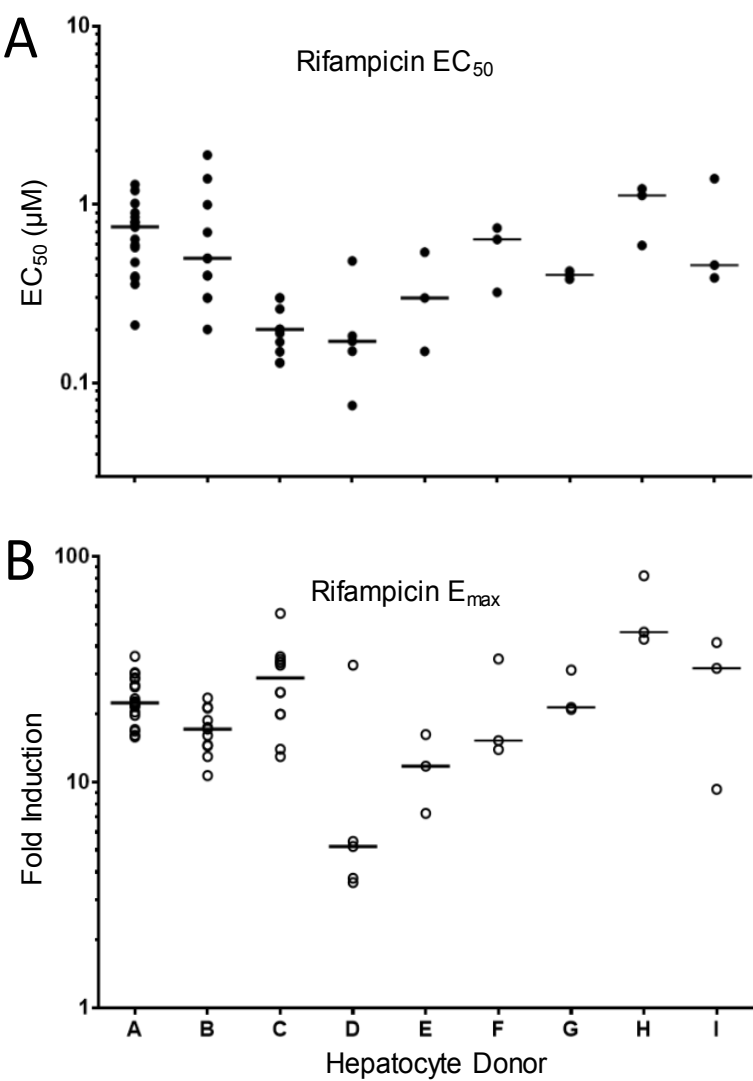 A
Rifampicin EC50
EC50 (µM)
10
1
0.1
B
Rifampicin Emax
Fold Induction
100
10
1
A B C D E F G H I
Hepatocyte Donor